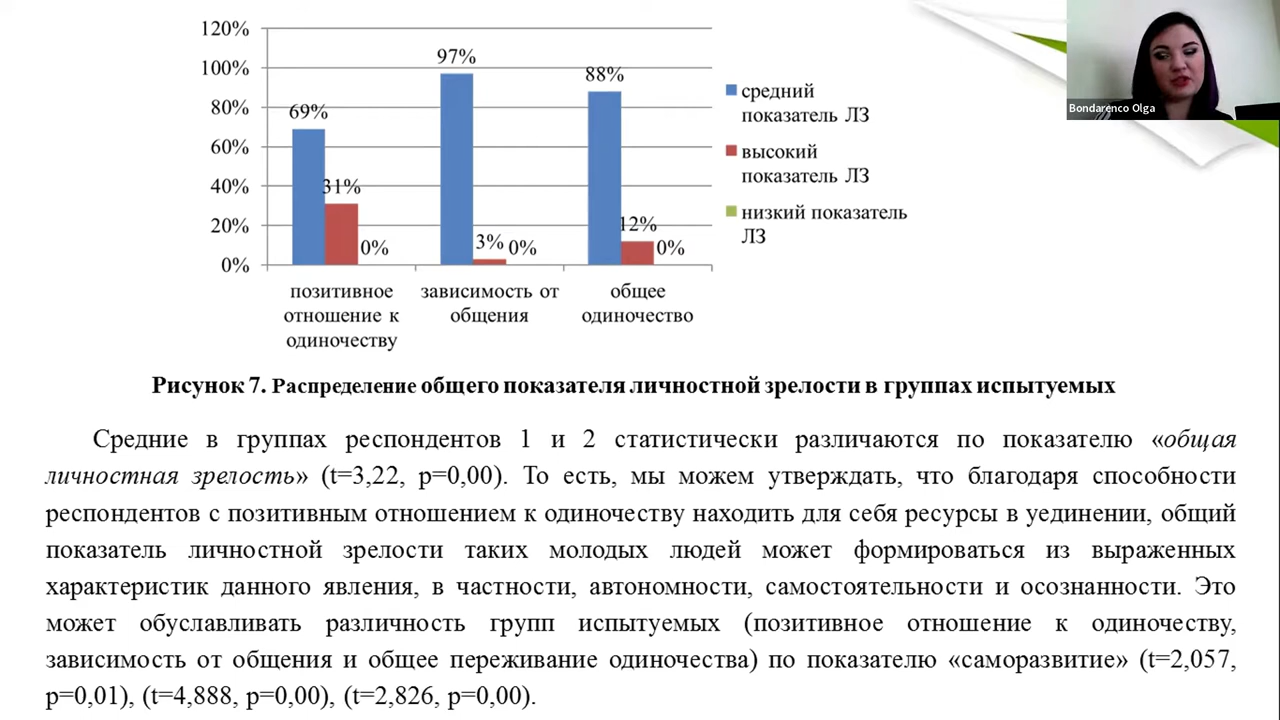 120%
100%
80%
60%
40%
20%
0%
69%
31%
0%
97%
3%
0%
88%
12%
0%
позитивное
отношение к
одиночеству
зависимость от
общения
общее
одиночество
средний
показатель ЛЗ
высокий
показатель ЛЗ
низкий показатель
ЛЗ
Bondarenco Olga
Рисунок 7. Распределение общего показателя личностной зрелости в группах испытуемых
Средние в группах респондентов 1 и 2 статистически различаются по показателю «общая
личностная зрелость» (t=3,22, p=0,00). То есть, мы можем утверждать, что благодаря способности
респондентов с позитивным отношением к одиночеству находить для себя ресурсы в уединении, общий
показатель личностной зрелости таких молодых людей может формироваться из выраженных
характеристик данного явления, в частности, автономности, самостоятельности и осознанности. Это
может обуславливать различность групп испытуемых (позитивное отношение к одиночеству,
зависимость от общения и общее переживание одиночества) по показателю «саморазвитие» (t=2,057,
p=0,01), (t=4,888, p=0,00), (t=2,826, p=0,00).